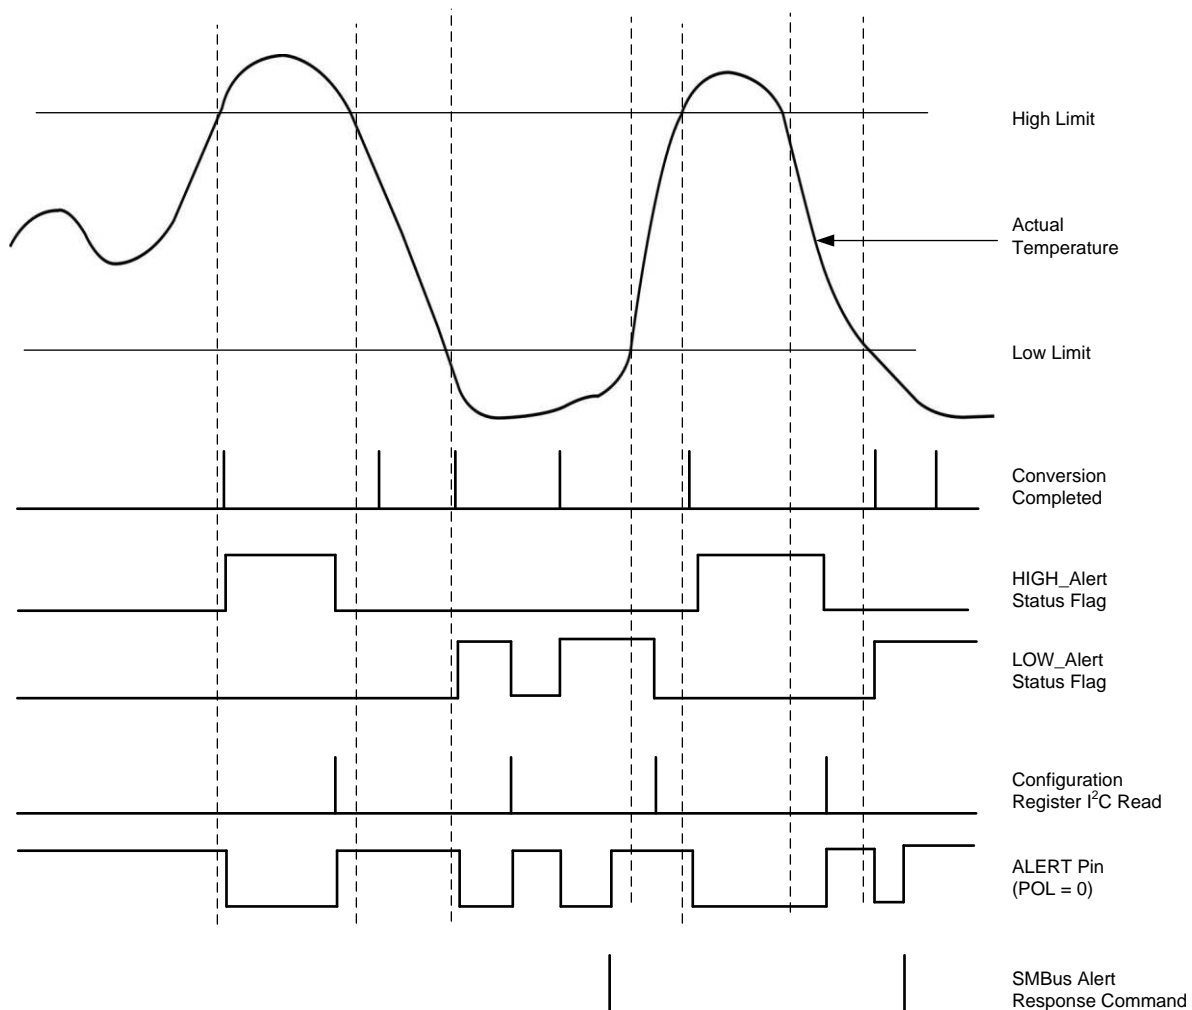 High Limit
Actual
Temperature
Low Limit
Conversion
Completed
HIGH_Alert
Status Flag
LOW_Alert
Status Flag
Configuration
Register I²C Read
ALERT Pin
(POL = 0)
SMBus Alert
Response Command